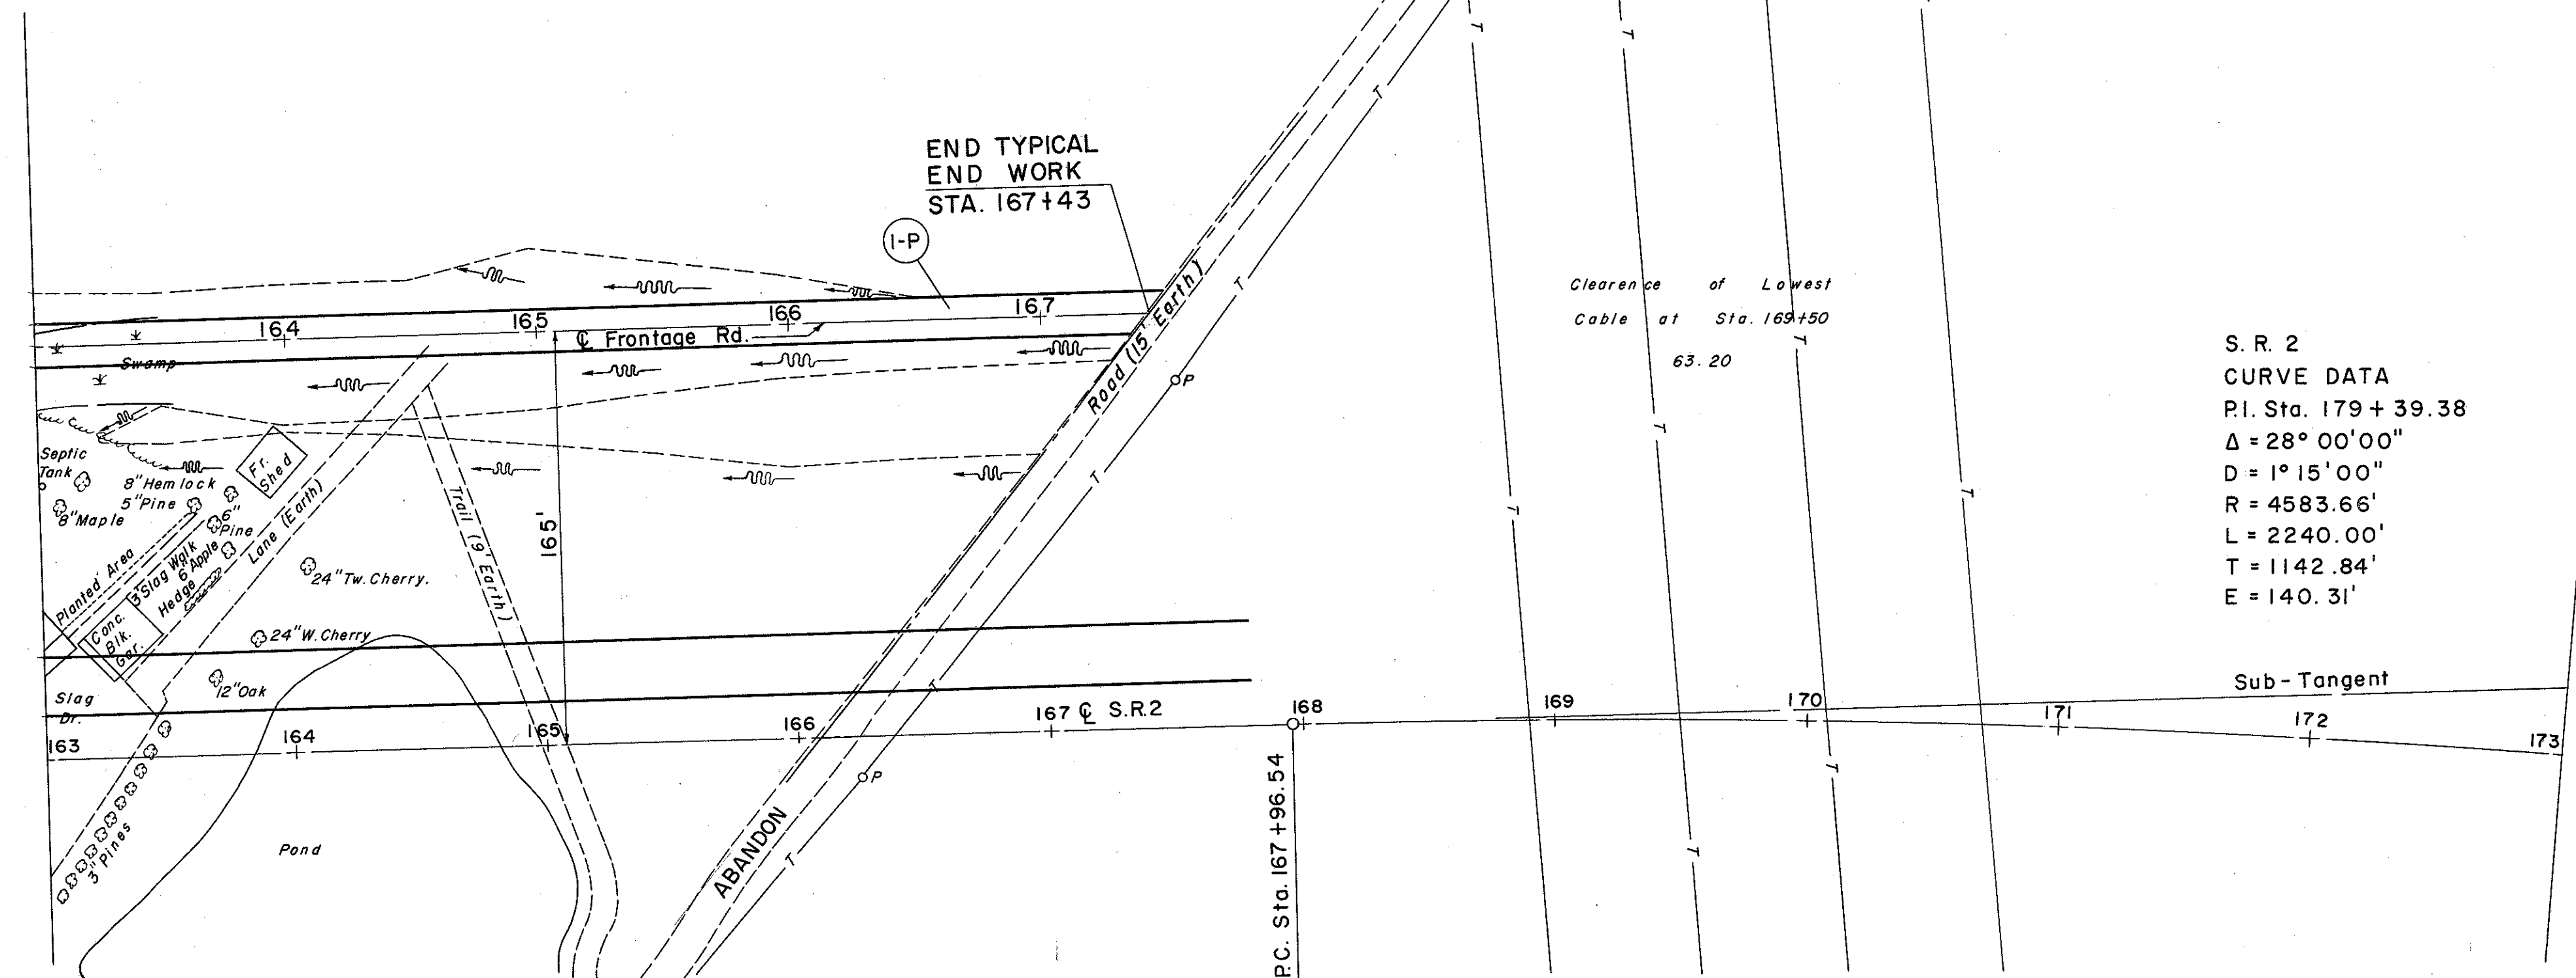 END TYPICAL
END WORK
STA. 167+43
1-P
164
165
166
167
℄ Frontage Rd.
Swamp
Road (15' Earth)
P
T
T
T
T
T
T
T
T
T
T
T
T
T
T
Clearence of Lowest
Cable at Sta. 169+50
63.20
S. R. 2
CURVE DATA
P.I. Sta. 179 + 39.38
Δ = 28° 00'00"
D = 1° 15' 00"
R = 4583.66'
L = 2240.00'
T = 1142.84'
E = 140.31'
Septic
Tank
8" Hemlock
5" Pine
8" Maple
6"
Pine
Fr.
Shed
Lane (Earth)
Trail (9' Earth)
165'
Planted Area
3' Slag Walk
6 Apple
Hedge
Conc.
Blk.
Gar.
24" Tw. Cherry.
24" W. Cherry
12" Oak
Slag
Dr.
163
164
165
166
167 ℄ S.R.2
168
169
170
171
172
173
Sub-Tangent
P.C. Sta. 167 +96.54
P
ABANDON
Pond
3" Pines